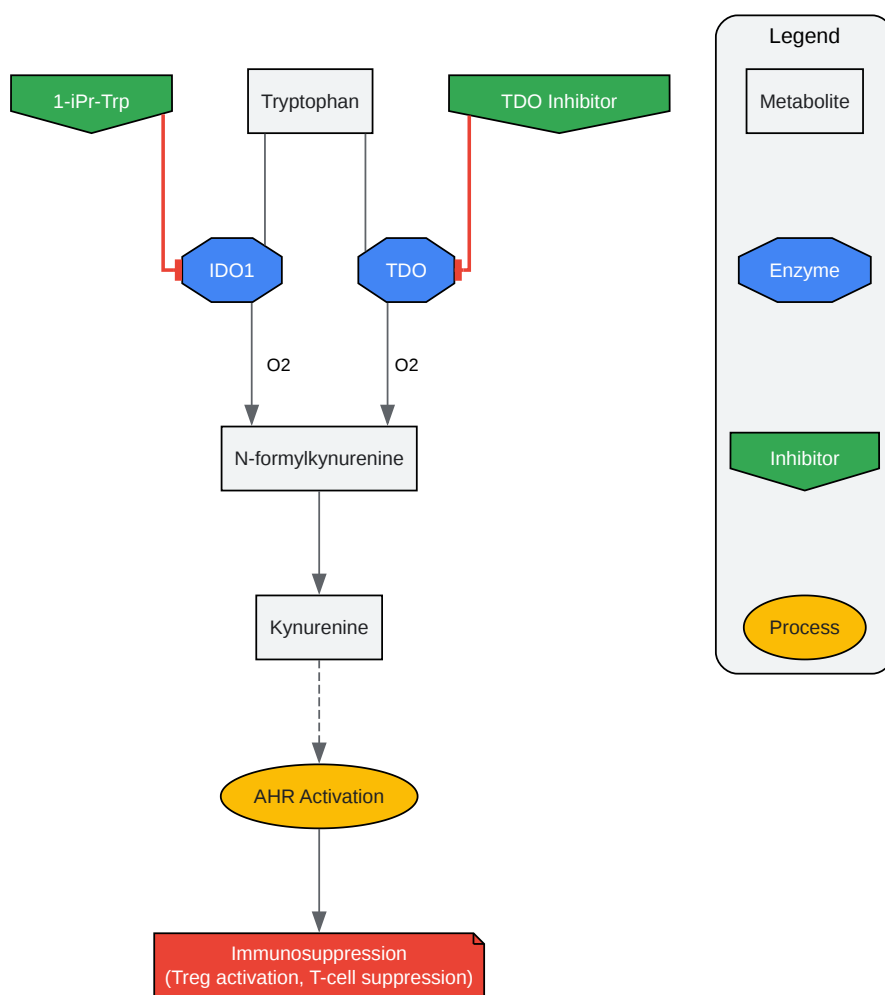 1-iPr-Trp
Tryptophan
TDO Inhibitor
IDO1
TDO
O2
O2
N-formylkynurenine
Kynurenine
AHR Activation
Immunosuppression
(Treg activation, T-cell suppression)
Legend
Metabolite
Enzyme
Inhibitor
Process